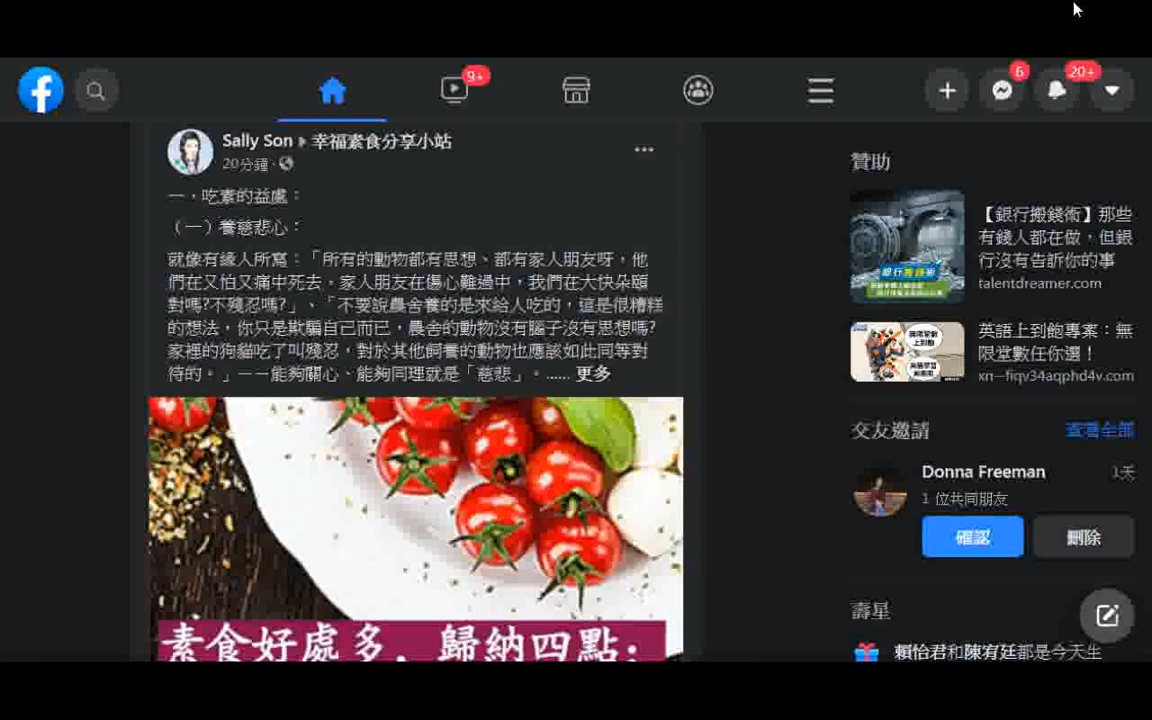 9+
6
20+
Sally Son ▸ 幸福素食分享小站
20分鐘 ·
一，吃素的益處：
（一）養慈悲心：
就像有緣人所寫：「所有的動物都有思想、都有家人朋友呀，他
們在又怕又痛中死去，家人朋友在傷心難過中，我們在大快朵頤
對嗎?不殘忍嗎?」、「不要說農舍養的是來給人吃的，這是很糟糕
的想法，你只是欺騙自己而已，農舍的動物沒有腦子沒有思想嗎?
家裡的狗貓吃了叫殘忍，對於其他飼養的動物也應該如此同等對
待的。」——能夠關心、能夠同理就是「慈悲」。...... 更多
素食好處多，歸納四點：
贊助
【銀行搬錢術】那些
有錢人都在做，但銀
行沒有告訴你的事
talentdreamer.com
英語上到飽專案：無
限堂數任你選！
xn--fiqv34aqphd4v.com
交友邀請
查看全部
Donna Freeman
1天
1 位共同朋友
確認
刪除
壽星
賴怡君和陳宥廷都是今天生